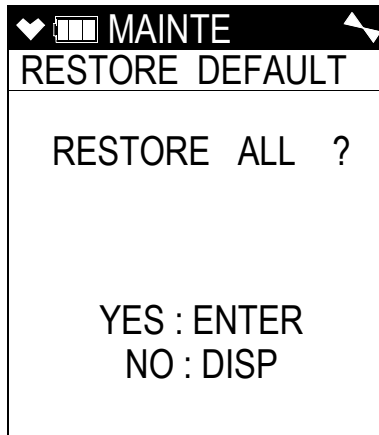 MAINTE
RESTORE DEFAULT
RESTORE ALL ?
YES : ENTER
NO : DISP